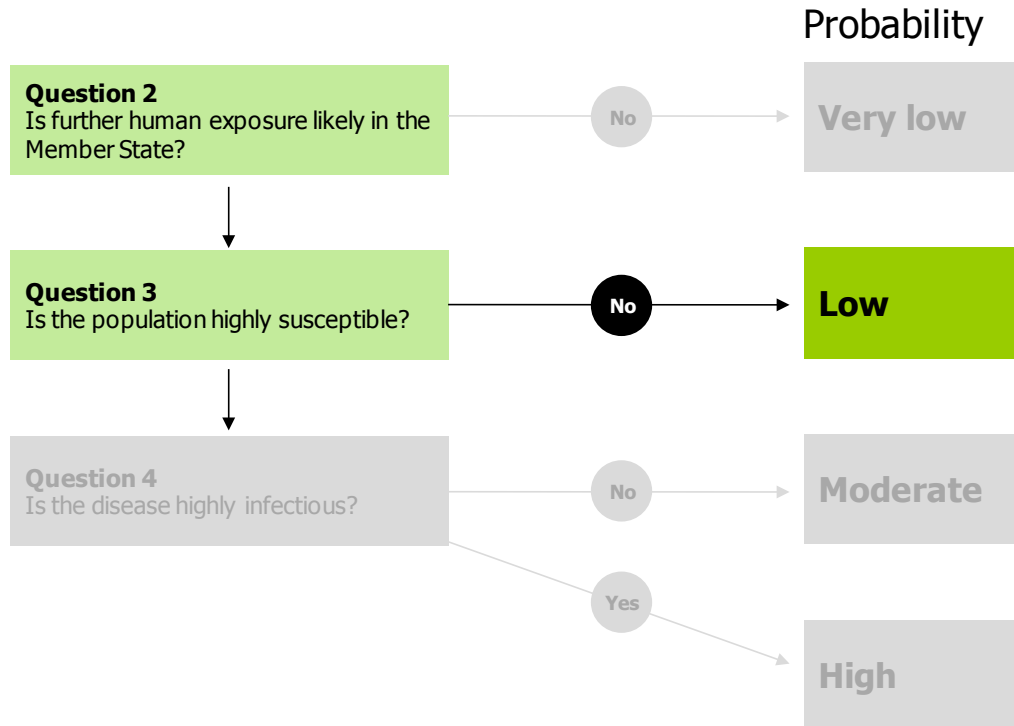 Probability
Question 2
Is further human exposure likely in the
Member State?
No
Very low
Question 3
Is the population highly susceptible?
No
Low
Question 4
Is the disease highly infectious?
No
Moderate
Yes
High